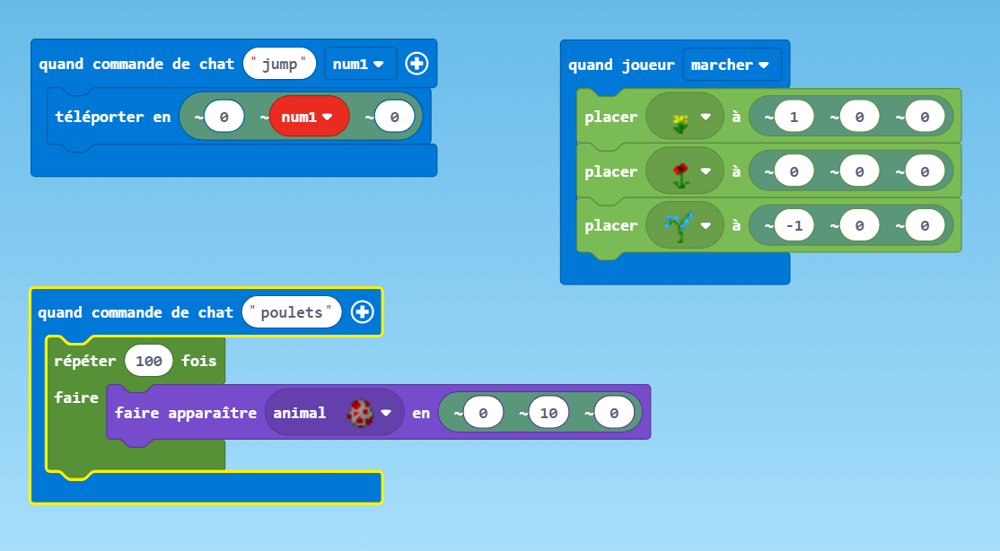 quand commande de chat "jump" num1
téléporter en ~0 ~num1 ~0
quand joueur marcher
placer à ~1 ~0 ~0
placer à ~0 ~0 ~0
placer à ~-1 ~0 ~0
quand commande de chat "poulets"
répéter 100 fois
faire
faire apparaître animal en ~0 ~10 ~0